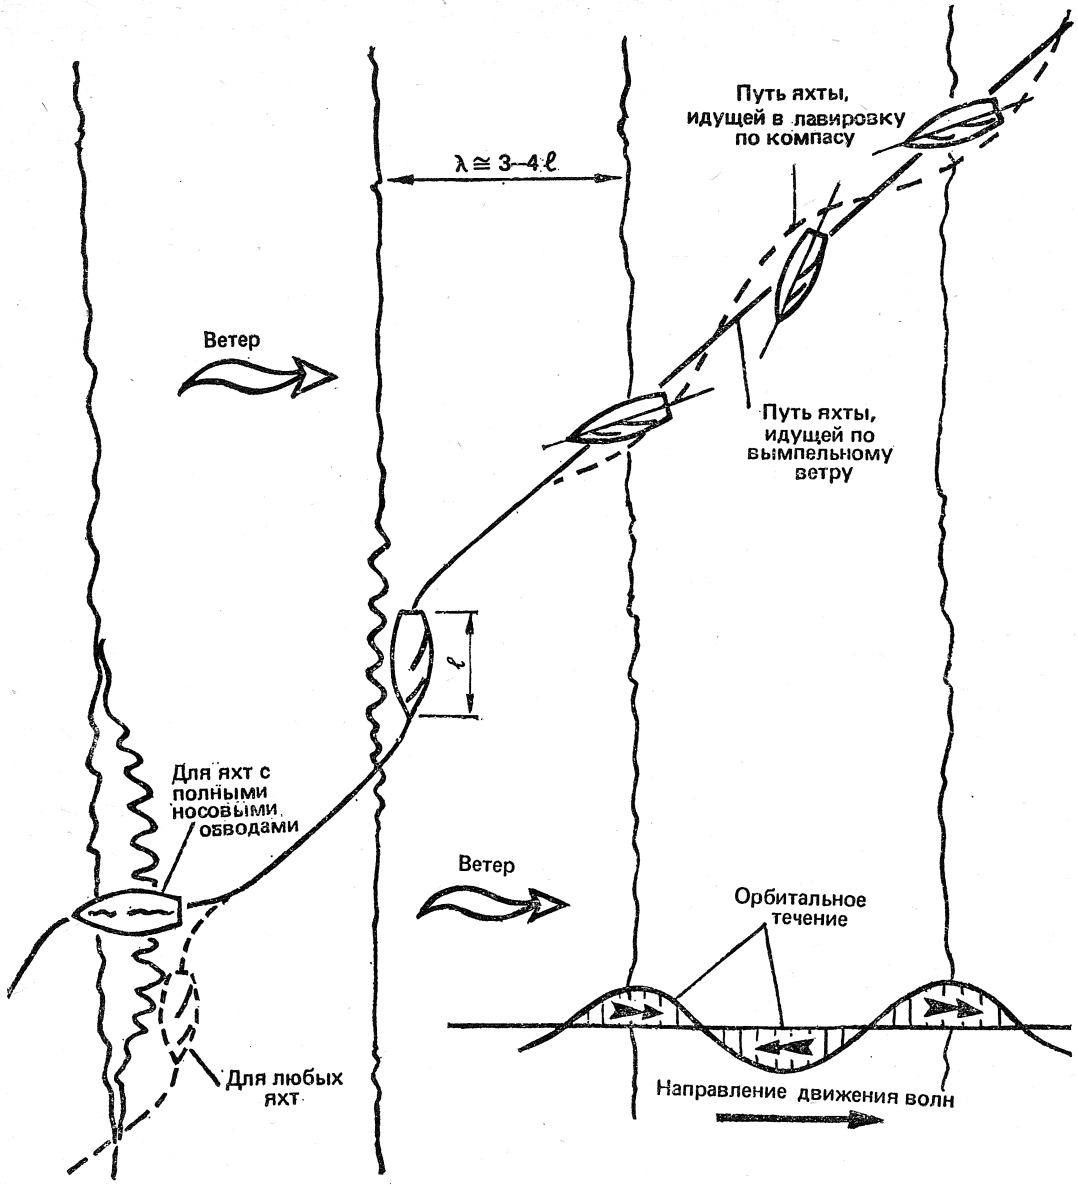 Путь яхты,
идущей в лавировку
по компасу
λ ≅ 3–4 ℓ
Ветер
Путь яхты,
идущей по
вымпельному
ветру
ℓ
Для яхт с
полными
носовыми
обводами
Ветер
Орбитальное
течение
Для любых
яхт
Направление движения волн